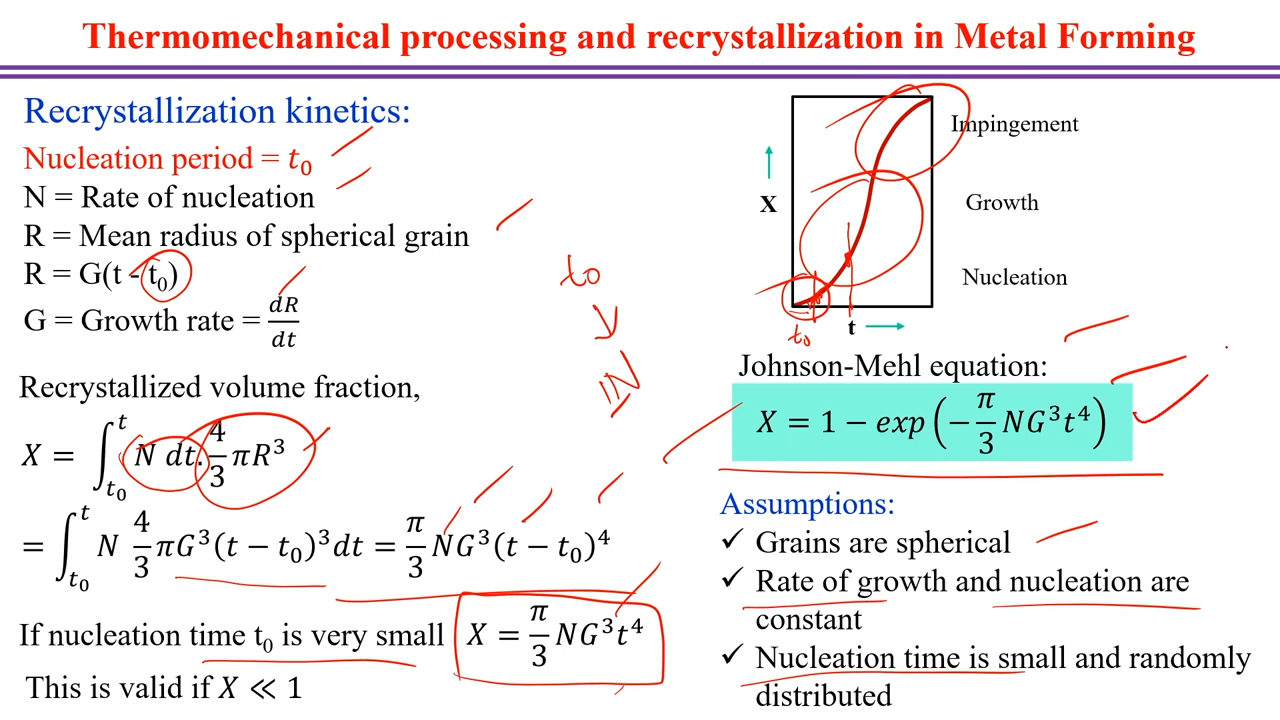 Thermomechanical processing and recrystallization in Metal Forming
Recrystallization kinetics:
Nucleation period = t₀
N = Rate of nucleation
R = Mean radius of spherical grain
R = G(t - t₀)
G = Growth rate = dR/dt
Recrystallized volume fraction,
X = ∫_{t₀}^{t} N dt. 4/3 πR³
= ∫_{t₀}^{t} N 4/3 πG³(t − t₀)³dt = π/3 NG³(t − t₀)⁴
If nucleation time t₀ is very small X = π/3 NG³t⁴
This is valid if X ≪ 1
t₀
N
Impingement
X
Growth
Nucleation
t₀
t
Johnson-Mehl equation:
X = 1 − exp(−π/3 NG³t⁴)
Assumptions:
✓ Grains are spherical
✓ Rate of growth and nucleation are
constant
✓ Nucleation time is small and randomly
distributed